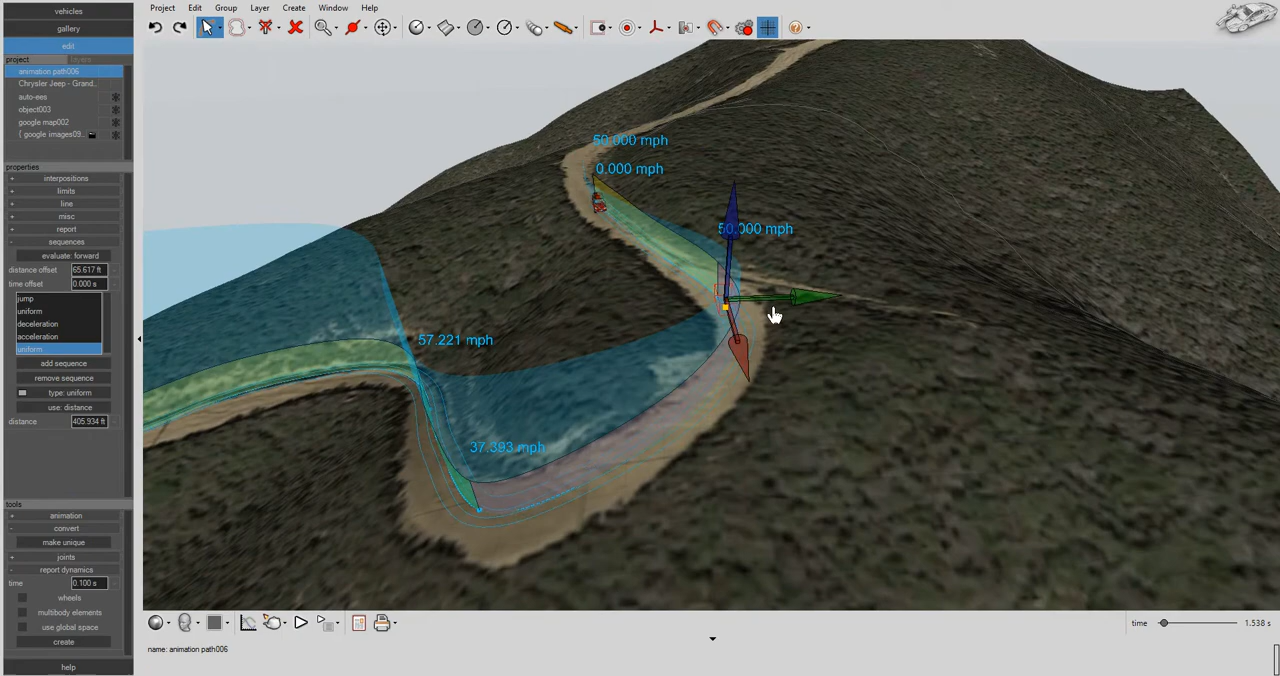 Project Edit Group Layer Create Window Help
vehicles
gallery
edit
project layers
animation path006
Chrysler Jeep - Grand...
auto-ees
object003
google map002
{ google images09...
properties
+ interpositions
+ limits
+ line
+ misc
+ report
- sequences
evaluate: forward
distance offset 65.617 ft
time offset 0.000 s
jump
uniform
deceleration
acceleration
uniform
add sequence
remove sequence
type: uniform
use: distance
distance 405.934 ft
tools
+ animation
- convert
make unique
+ joints
- report dynamics
time 0.100 s
wheels
multibody elements
use global space
create
help
50.000 mph
0.000 mph
50.000 mph
57.221 mph
37.393 mph
time 1.538 s
name: animation path006